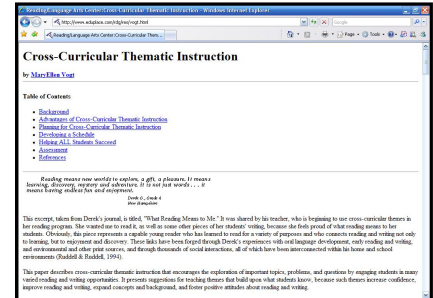 Reading/Language Arts Center: Cross-Curricular Thematic Instruction - Windows Internet Explorer
http://www.eduplace.com/rdg/res/vogt.html
Google
Reading/Language Arts Center: Cross-Curricular Them...
Page Tools
Cross-Curricular Thematic Instruction
by MaryEllen Vogt
Table of Contents:
Background
Advantages of Cross-Curricular Thematic Instruction
Planning for Cross-Curricular Thematic Instruction
Developing a Schedule
Helping ALL Students Succeed
Assessment
References
Reading means new worlds to explore, a gift, a pleasure. It means
learning, discovery, mystery and adventure. It is not just words . . . it
means having endless fun and enjoyment.
Derek O., Grade 4
New Hampshire
This excerpt, taken from Derek's journal, is titled, "What Reading Means to Me." It was shared by his teacher, who is beginning to use cross-curricular themes in
her reading program. She wanted me to read it, as well as some other pieces of her students' writing, because she feels proud of what reading means to her
students. Obviously, this piece represents a capable young reader who has learned to read for a variety of purposes and who connects reading and writing not only
to learning, but to enjoyment and discovery. These links have been forged through Derek's experiences with oral language development, early reading and writing,
and environmental and other print sources, and through thousands of social interactions, all of which have been interconnected within his home and school
environments (Ruddell & Ruddell, 1994).
This paper describes cross-curricular thematic instruction that encourages the exploration of important topics, problems, and questions by engaging students in many
varied reading and writing opportunities. It presents suggestions for teaching themes that build upon what students know, because such themes increase confidence,
improve reading and writing, expand concepts and background, and foster positive attitudes about reading and writing.